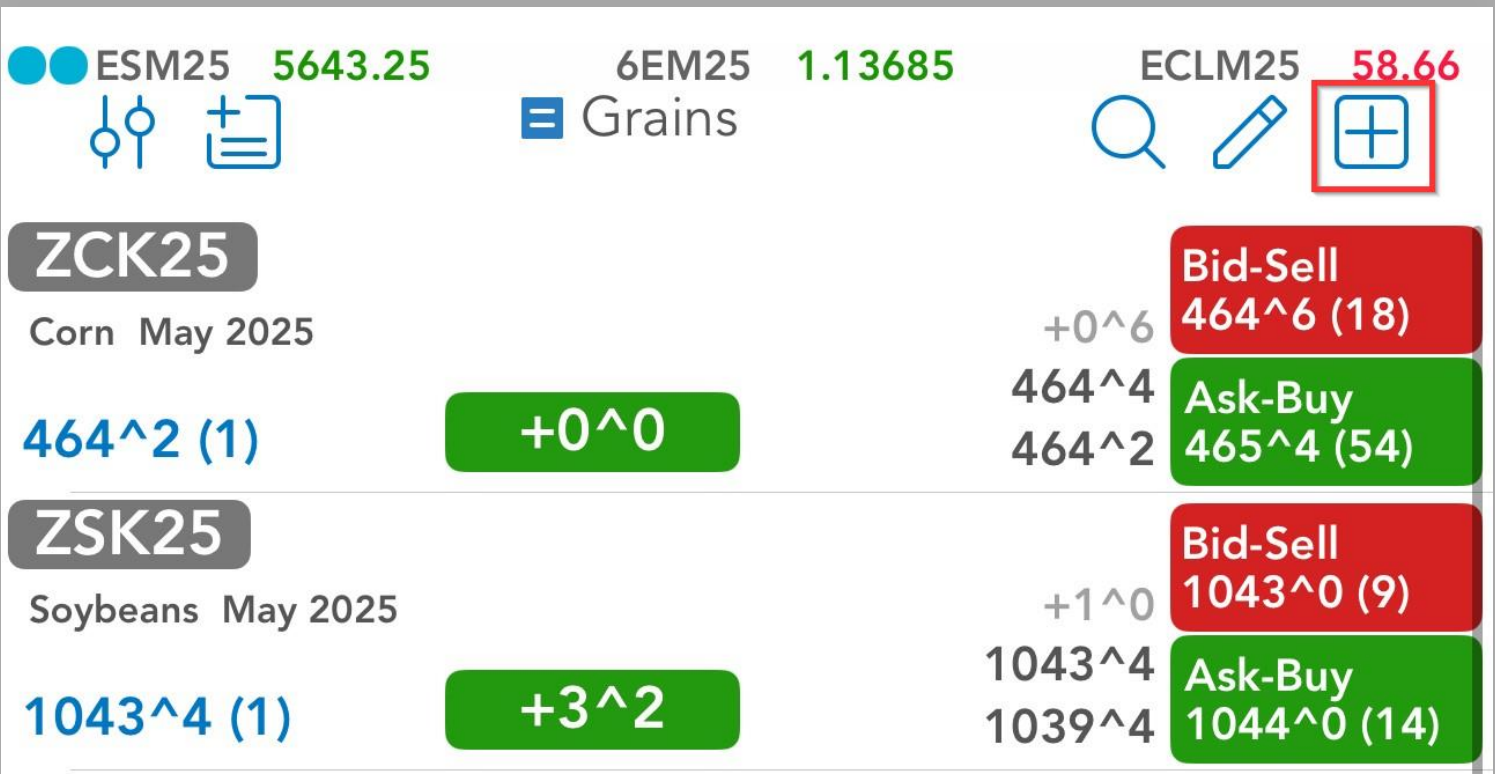 ESM25 5643.25 6EM25 1.13685 ECLM25 58.66
Grains
ZCK25
Corn May 2025
464^2 (1)
+0^0
+0^6
464^4
464^2
Bid-Sell
464^6 (18)
Ask-Buy
465^4 (54)
ZSK25
Soybeans May 2025
1043^4 (1)
+3^2
+1^0
1043^4
1039^4
Bid-Sell
1043^0 (9)
Ask-Buy
1044^0 (14)